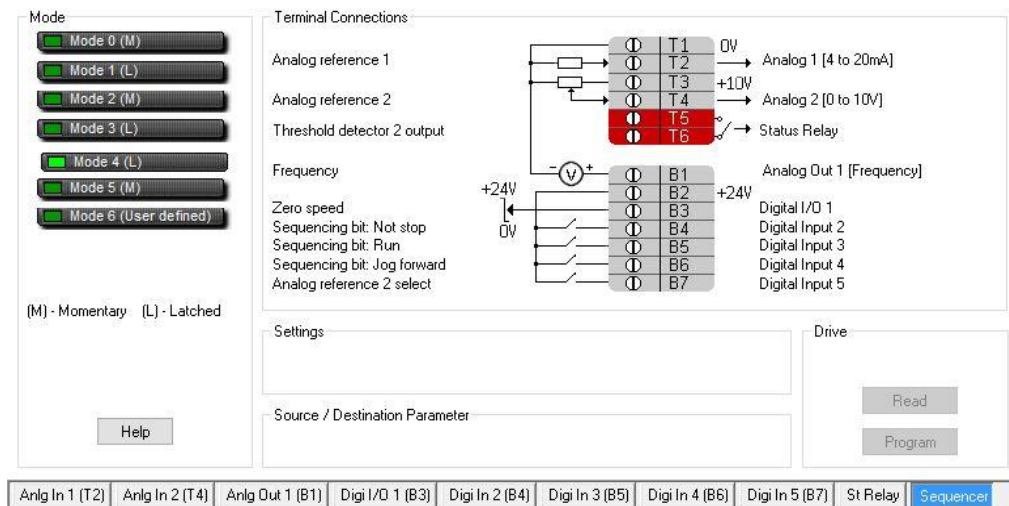 Mode
Mode 0 (M)
Mode 1 (L)
Mode 2 (M)
Mode 3 (L)
Mode 4 (L)
Mode 5 (M)
Mode 6 (User defined)
(M) - Momentary (L) - Latched
Help
Terminal Connections
T1 0V
Analog reference 1 T2 Analog 1 [4 to 20mA]
T3 +10V
Analog reference 2 T4 Analog 2 [0 to 10V]
T5
Threshold detector 2 output T6 Status Relay
Frequency - V + B1 Analog Out 1 [Frequency]
+24V B2 +24V
Zero speed B3 Digital I/O 1
0V
Sequencing bit: Not stop B4 Digital Input 2
Sequencing bit: Run B5 Digital Input 3
Sequencing bit: Jog forward B6 Digital Input 4
Analog reference 2 select B7 Digital Input 5
Settings
Source / Destination Parameter
Drive
Read
Program
Anlg In 1 (T2) Anlg In 2 (T4) Anlg Out 1 (B1) Digi I/O 1 (B3) Digi In 2 (B4) Digi In 3 (B5) Digi In 4 (B6) Digi In 5 (B7) St Relay Sequencer